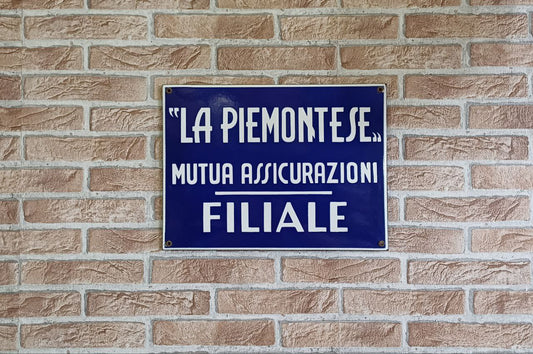 "LA PIEMONTESE„
MUTUA ASSICURAZIONI
FILIALE